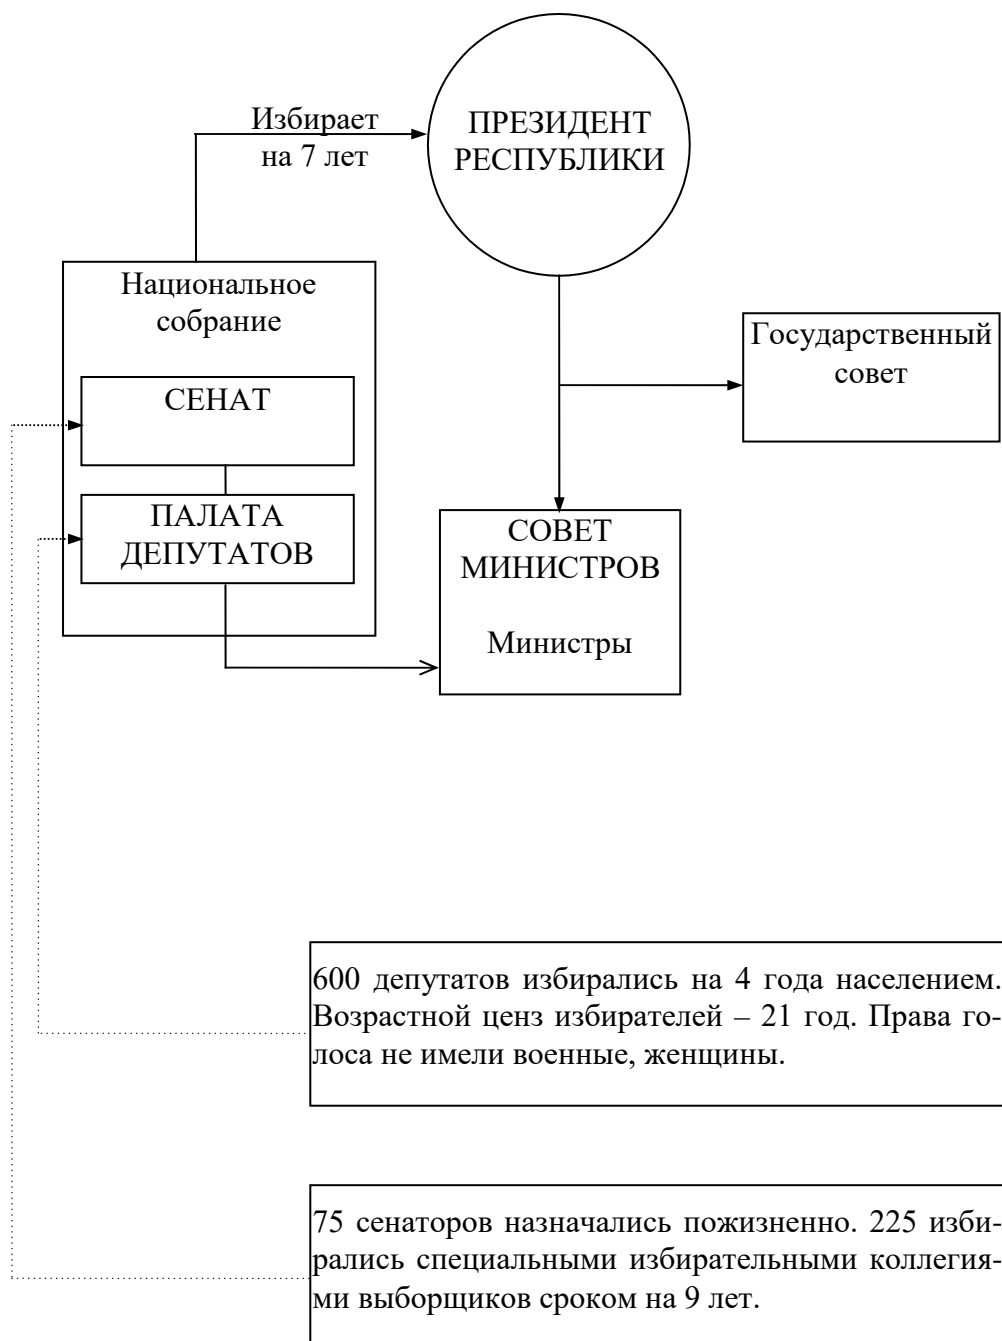 Избирает
на 7 лет
ПРЕЗИДЕНТ
РЕСПУБЛИКИ
Национальное
собрание
Государственный
совет
СЕНАТ
ПАЛАТА
ДЕПУТАТОВ
СОВЕТ
МИНИСТРОВ
Министры
600 депутатов избирались на 4 года населением.
Возрастной ценз избирателей – 21 год. Права го-
лоса не имели военные, женщины.
75 сенаторов назначались пожизненно. 225 изби-
рались специальными избирательными коллегия-
ми выборщиков сроком на 9 лет.